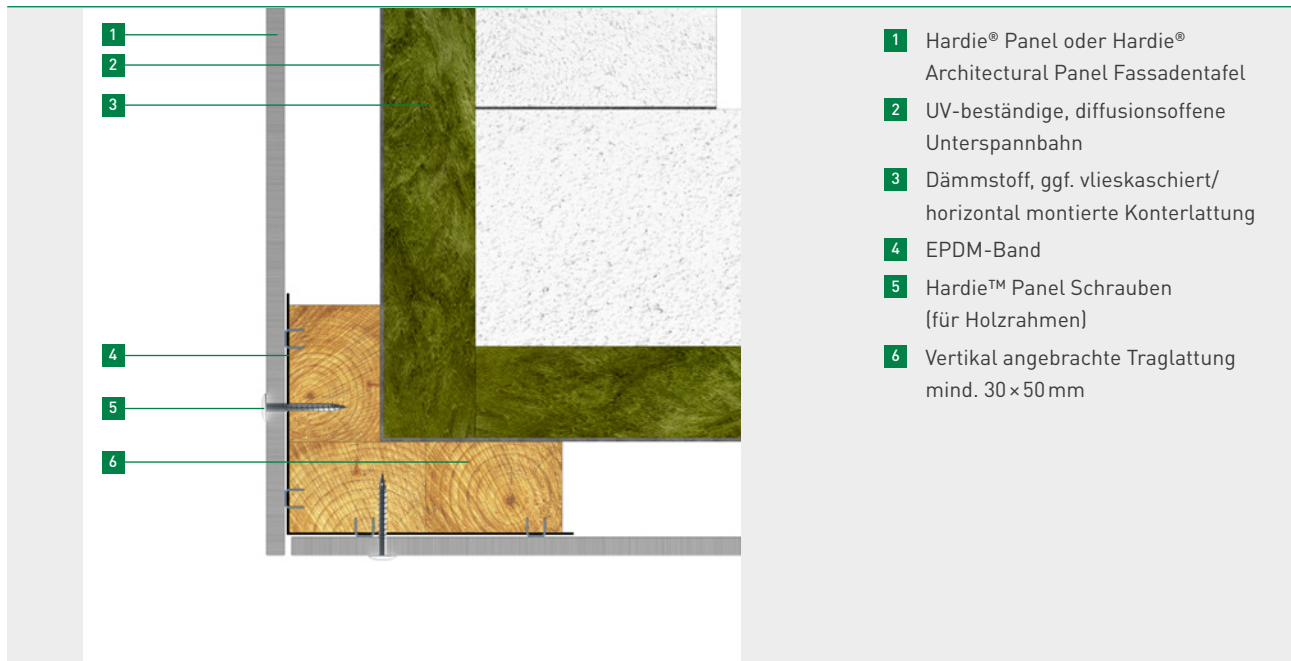 1
2
3
4
5
6
1 Hardie® Panel oder Hardie®
Architectural Panel Fassadentafel
2 UV-beständige, diffusionsoffene
Unterspannbahn
3 Dämmstoff, ggf. vlieskaschiert/
horizontal montierte Konterlattung
4 EPDM-Band
5 Hardie™ Panel Schrauben
(für Holzrahmen)
6 Vertikal angebrachte Traglattung
mind. 30 × 50 mm